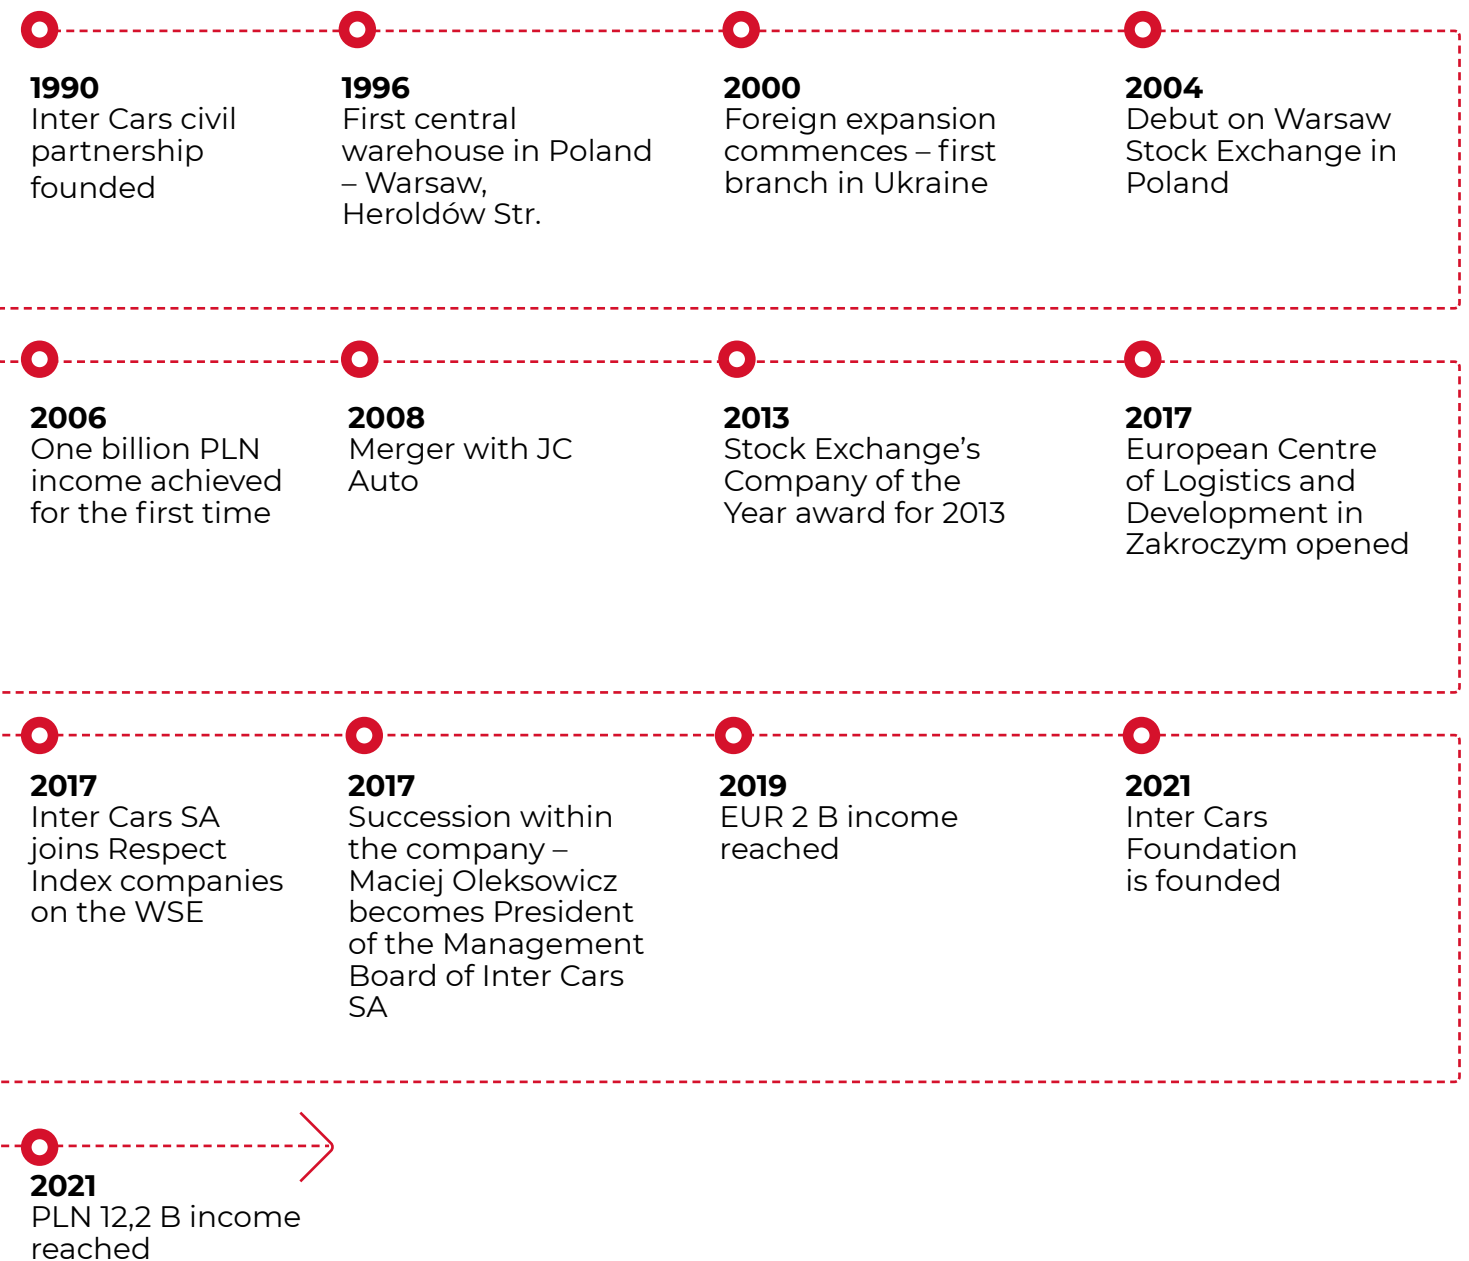 1990
Inter Cars civil
partnership
founded
1996
First central
warehouse in Poland
– Warsaw,
Heroldów Str.
2000
Foreign expansion
commences – first
branch in Ukraine
2004
Debut on Warsaw
Stock Exchange in
Poland
2006
One billion PLN
income achieved
for the first time
2008
Merger with JC
Auto
2013
Stock Exchange’s
Company of the
Year award for 2013
2017
European Centre
of Logistics and
Development in
Zakroczym opened
2017
Inter Cars SA
joins Respect
Index companies
on the WSE
2017
Succession within
the company –
Maciej Oleksowicz
becomes President
of the Management
Board of Inter Cars
SA
2019
EUR 2 B income
reached
2021
Inter Cars
Foundation
is founded
2021
PLN 12,2 B income
reached